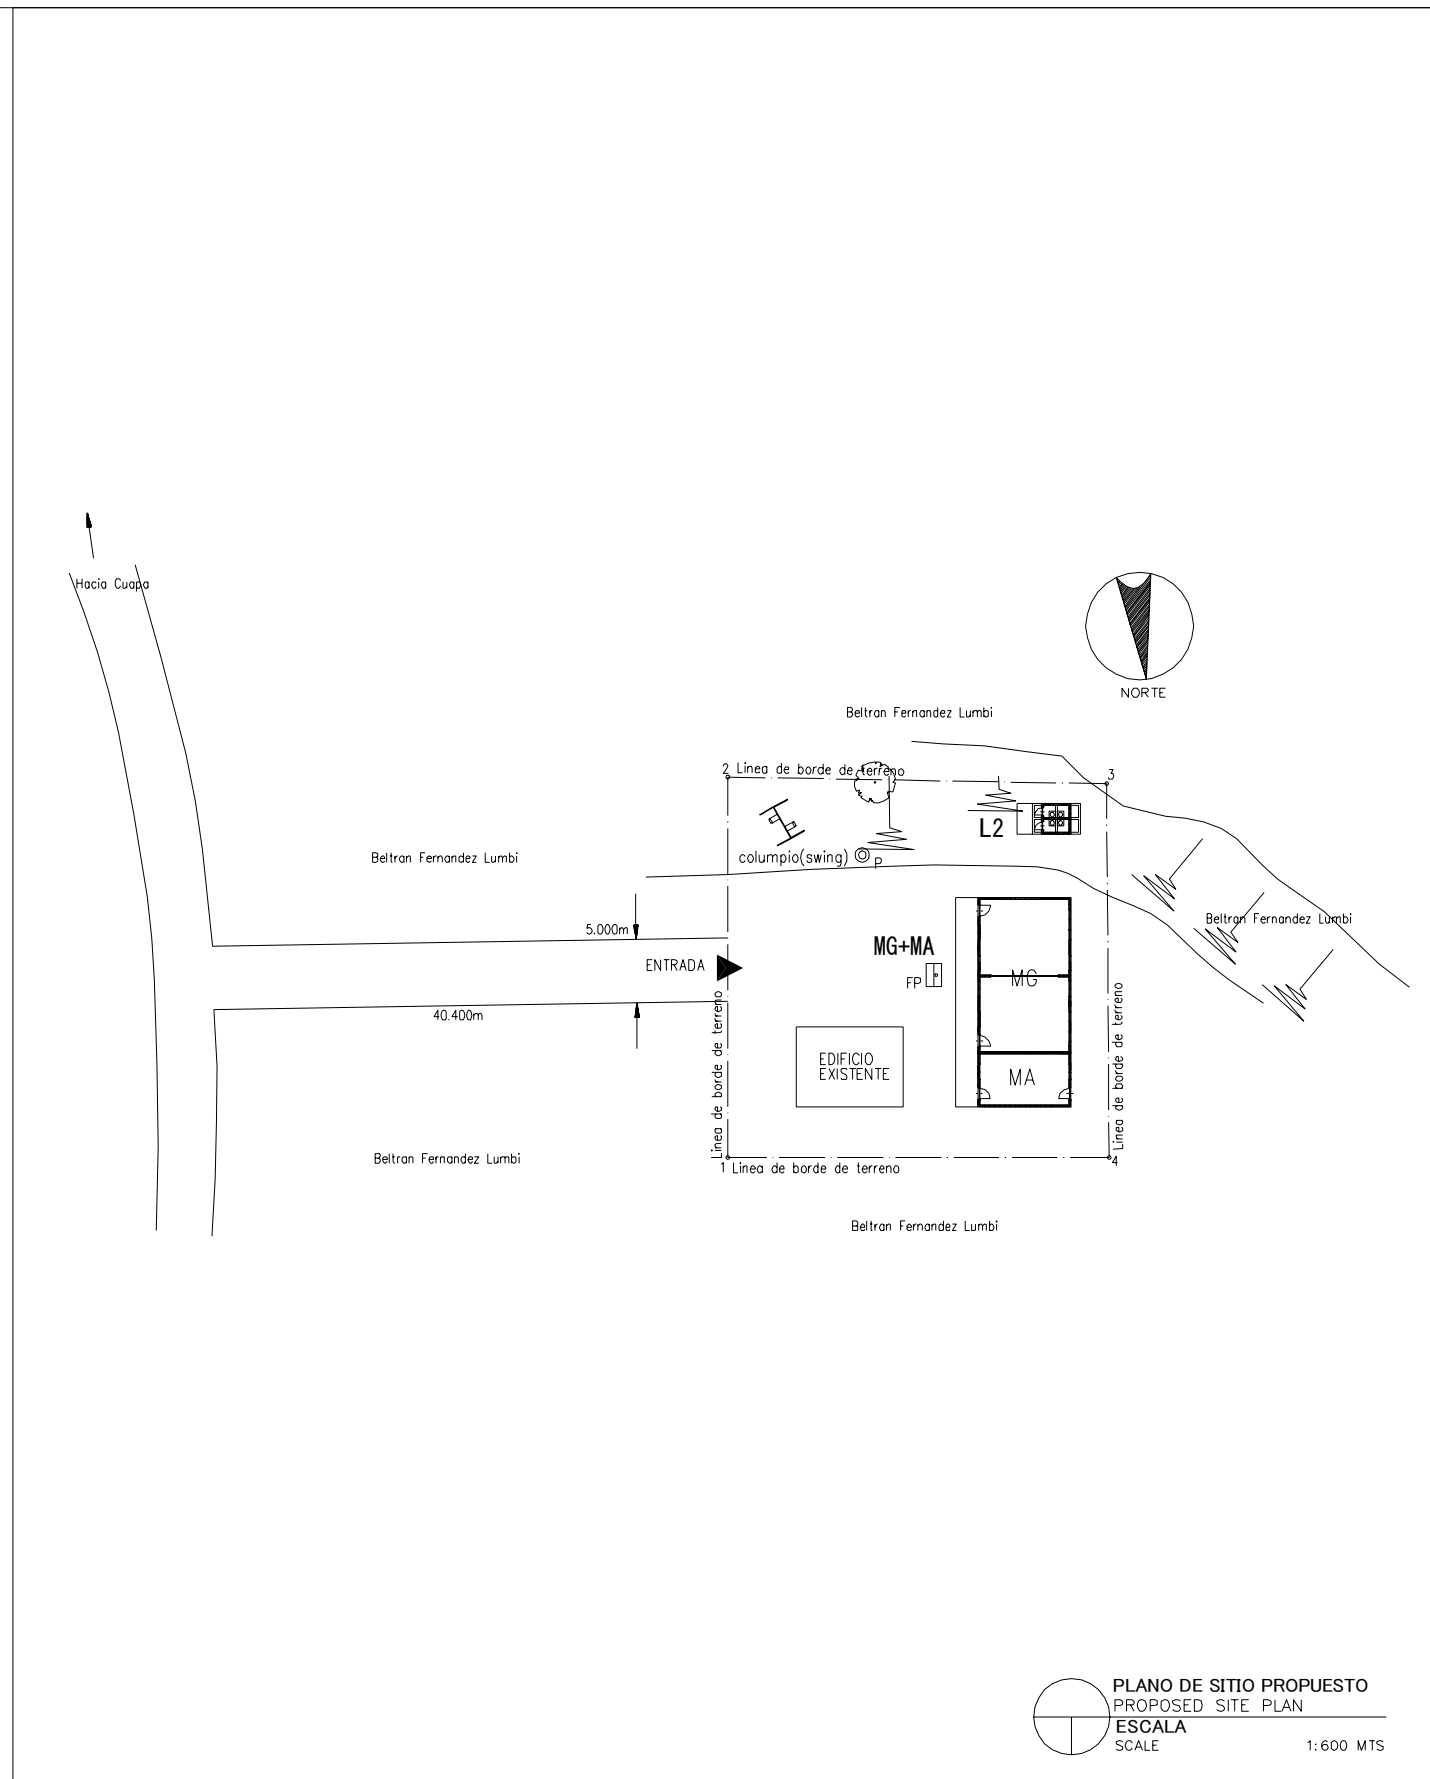 Hacia Cuapa
NORTE
Beltran Fernandez Lumbi
2 Linea de borde de terreno
3
L2
columpio(swing)
P
Beltran Fernandez Lumbi
Beltran Fernandez Lumbi
5.000m
MG+MA
ENTRADA
FP
MG
40.400m
Linea de borde de terreno
Linea de borde de terreno
EDIFICIO
EXISTENTE
MA
Beltran Fernandez Lumbi
1 Linea de borde de terreno
4
Beltran Fernandez Lumbi
PLANO DE SITIO PROPUESTO
PROPOSED SITE PLAN
ESCALA
SCALE 1:600 MTS